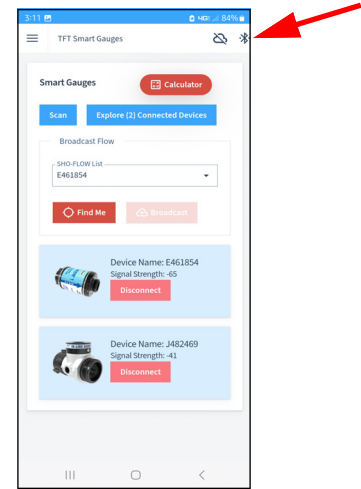 3:11 84%
TFT Smart Gauges
Smart Gauges
Calculator
Scan Explore (2) Connected Devices
Broadcast Flow
SHO-FLOW List
E461854
Find Me Broadcast
Device Name: E461854
Signal Strength: -65
Disconnect
Device Name: J482469
Signal Strength: -41
Disconnect